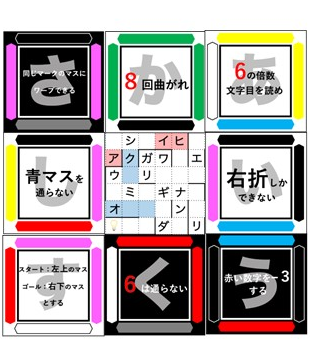 さ
同じマークのマスに
ワープできる
か
8 回曲がれ
あ
6の倍数
文字目を読め
し
青マスを
通らない
シ イ ヒ
ア ク ガ ワ エ
ウ リ
ミ ギ ナ
オ ン
ダ リ
い
右折しか
できない
す
スタート：左上のマス
ゴール：右下のマス
とする
く
6 は通らない
う
赤い数字を－3
する